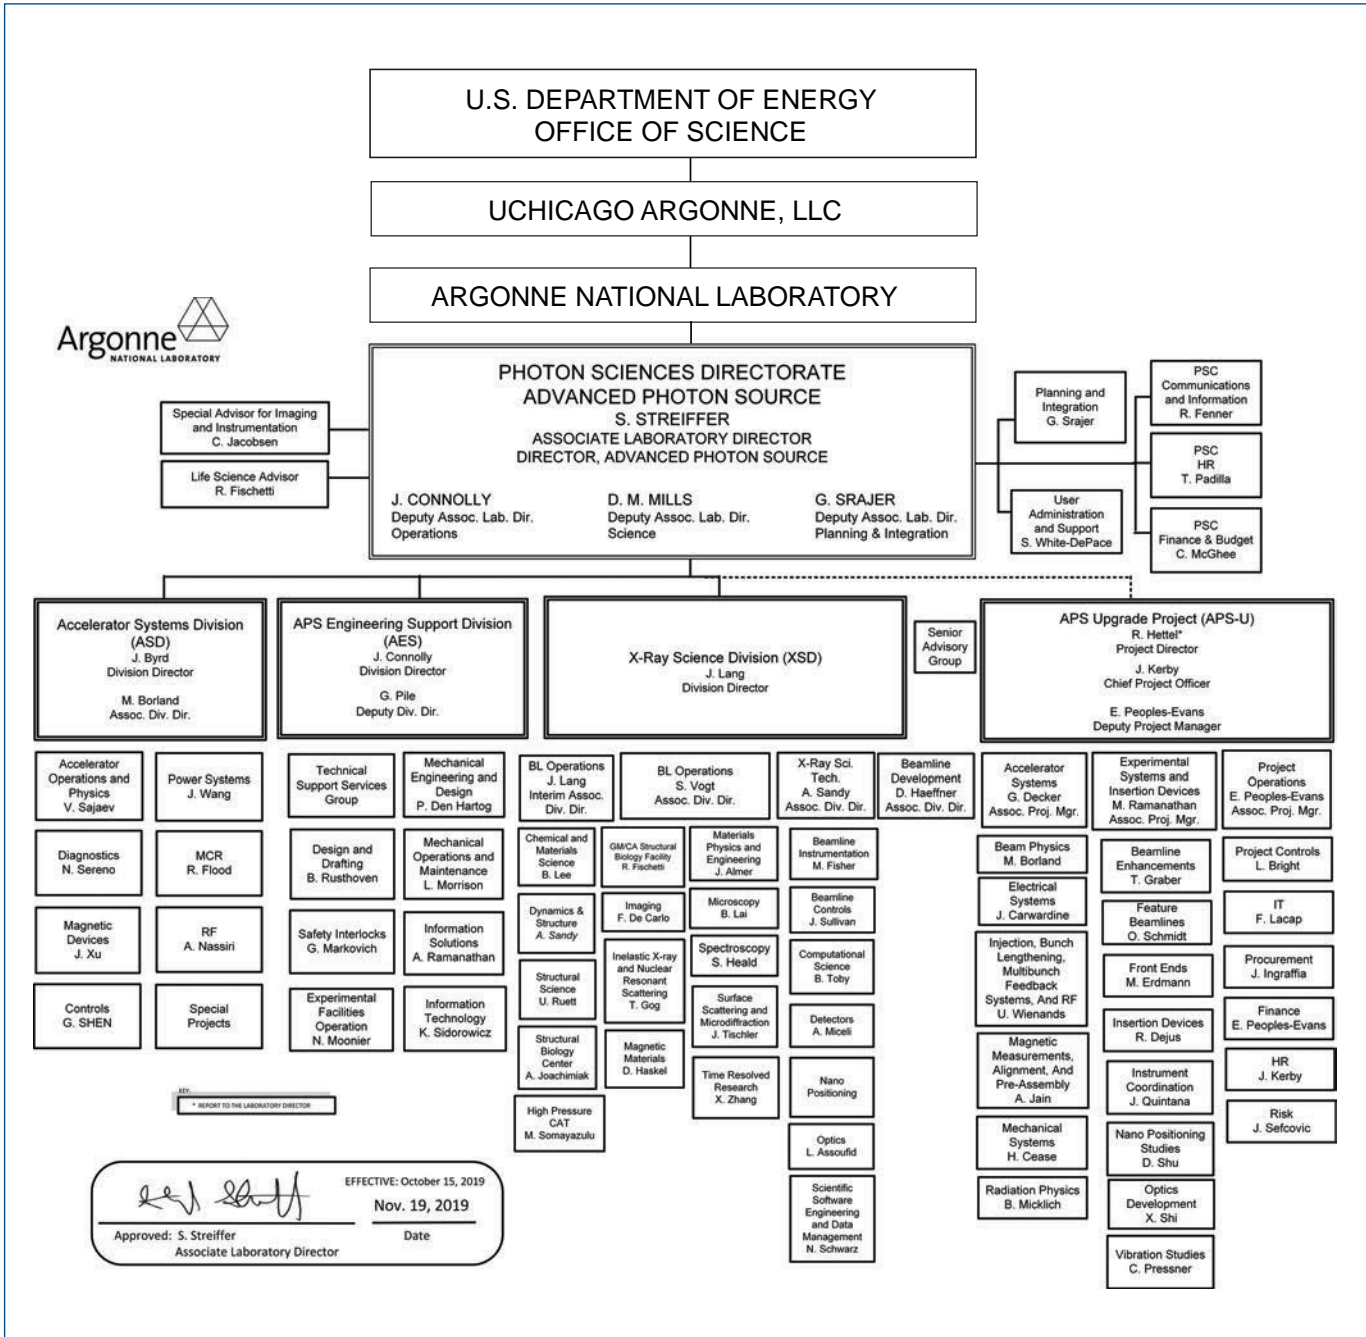 U.S. DEPARTMENT OF ENERGY
OFFICE OF SCIENCE
UCHICAGO ARGONNE, LLC
ARGONNE NATIONAL LABORATORY
Argonne
NATIONAL LABORATORY
PHOTON SCIENCES DIRECTORATE
ADVANCED PHOTON SOURCE
S. STREIFFER
ASSOCIATE LABORATORY DIRECTOR
DIRECTOR, ADVANCED PHOTON SOURCE
J. CONNOLLY
Deputy Assoc. Lab. Dir.
Operations
D. M. MILLS
Deputy Assoc. Lab. Dir.
Science
G. SRAJER
Deputy Assoc. Lab. Dir.
Planning & Integration
Special Advisor for Imaging
and Instrumentation
C. Jacobsen
Life Science Advisor
R. Fischetti
Planning and
Integration
G. Srajer
User
Administration
and Support
S. White-DePace
PSC
Communications
and Information
R. Fenner
PSC
HR
T. Padilla
PSC
Finance & Budget
C. McGhee
Accelerator Systems Division
(ASD)
J. Byrd
Division Director
M. Borland
Assoc. Div. Dir.
APS Engineering Support Division
(AES)
J. Connolly
Division Director
G. Pile
Deputy Div. Dir.
X-Ray Science Division (XSD)
J. Lang
Division Director
Senior
Advisory
Group
APS Upgrade Project (APS-U)
R. Hettel*
Project Director
J. Kerby
Chief Project Officer
E. Peoples-Evans
Deputy Project Manager
Accelerator
Operations and
Physics
V. Sajaev
Diagnostics
N. Sereno
Magnetic
Devices
J. Xu
Controls
G. SHEN
Power Systems
J. Wang
MCR
R. Flood
RF
A. Nassiri
Special
Projects
Technical
Support Services
Group
Design and
Drafting
B. Rusthoven
Safety Interlocks
G. Markovich
Experimental
Facilities
Operation
N. Moonier
Mechanical
Engineering and
Design
P. Den Hartog
Mechanical
Operations and
Maintenance
L. Morrison
Information
Solutions
A. Ramanathan
Information
Technology
K. Sidorowicz
BL Operations
J. Lang
Interim Assoc.
Div. Dir.
BL Operations
S. Vogt
Assoc. Div. Dir.
X-Ray Sci.
Tech.
A. Sandy
Assoc. Div. Dir.
Beamline
Development
D. Haeffner
Assoc. Div. Dir.
Chemical and
Materials
Science
B. Lee
Dynamics &
Structure
A. Sandy
Structural
Science
U. Ruett
Structural
Biology
Center
A. Joachimiak
High Pressure
CAT
M. Somayazulu
GM/CA Structural
Biology Facility
R. Fischetti
Imaging
F. De Carlo
Inelastic X-ray
and Nuclear
Resonant
Scattering
T. Gog
Magnetic
Materials
D. Haskel
Materials
Physics and
Engineering
J. Almer
Microscopy
B. Lai
Spectroscopy
S. Heald
Surface
Scattering and
Microdiffraction
J. Tischler
Time Resolved
Research
X. Zhang
Beamline
Instrumentation
M. Fisher
Beamline
Controls
J. Sullivan
Computational
Science
B. Toby
Detectors
A. Miceli
Nano
Positioning
Optics
L. Assoufid
Scientific
Software
Engineering
and Data
Management
N. Schwarz
Accelerator
Systems
G. Decker
Assoc. Proj. Mgr.
Beam Physics
M. Borland
Electrical
Systems
J. Carwardine
Injection, Bunch
Lengthening,
Multibunch
Feedback
Systems, And RF
U. Wienands
Magnetic
Measurements,
Alignment, And
Pre-Assembly
A. Jain
Mechanical
Systems
H. Cease
Radiation Physics
B. Micklich
Experimental
Systems and
Insertion Devices
M. Ramanathan
Assoc. Proj. Mgr.
Beamline
Enhancements
T. Graber
Feature
Beamlines
O. Schmidt
Front Ends
M. Erdmann
Insertion Devices
R. Dejus
Instrument
Coordination
J. Quintana
Nano Positioning
Studies
D. Shu
Optics
Development
X. Shi
Vibration Studies
C. Pressner
Project
Operations
E. Peoples-Evans
Assoc. Proj. Mgr.
Project Controls
L. Bright
IT
F. Lacap
Procurement
J. Ingraffia
Finance
E. Peoples-Evans
HR
J. Kerby
Risk
J. Sefcovic
KEY:
* REPORT TO THE LABORATORY DIRECTOR
EFFECTIVE: October 15, 2019
Nov. 19, 2019
Approved: S. Streiffer
Date
Associate Laboratory Director